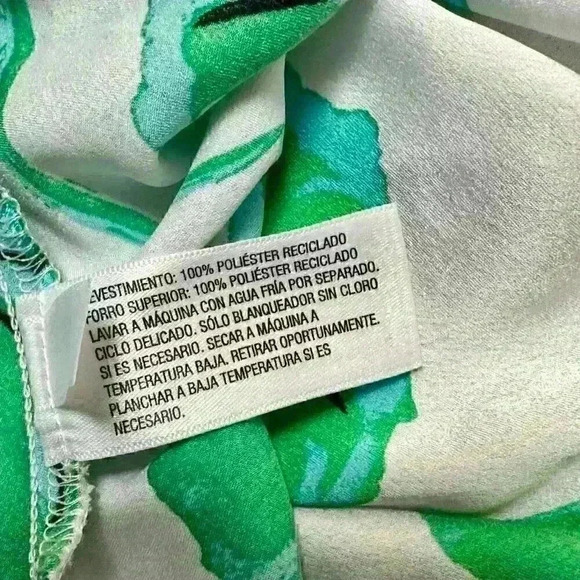 EVESTIMIENTO: 100% POLIÉSTER RECICLADO
FORRO SUPERIOR: 100% POLIÉSTER RECICLADO
LAVAR A MÁQUINA CON AGUA FRÍA POR SEPARADO.
CICLO DELICADO. SÓLO BLANQUEADOR SIN CLORO
SI ES NECESARIO. SECAR A MÁQUINA A
TEMPERATURA BAJA. RETIRAR OPORTUNAMENTE.
PLANCHAR A BAJA TEMPERATURA SI ES
NECESARIO.